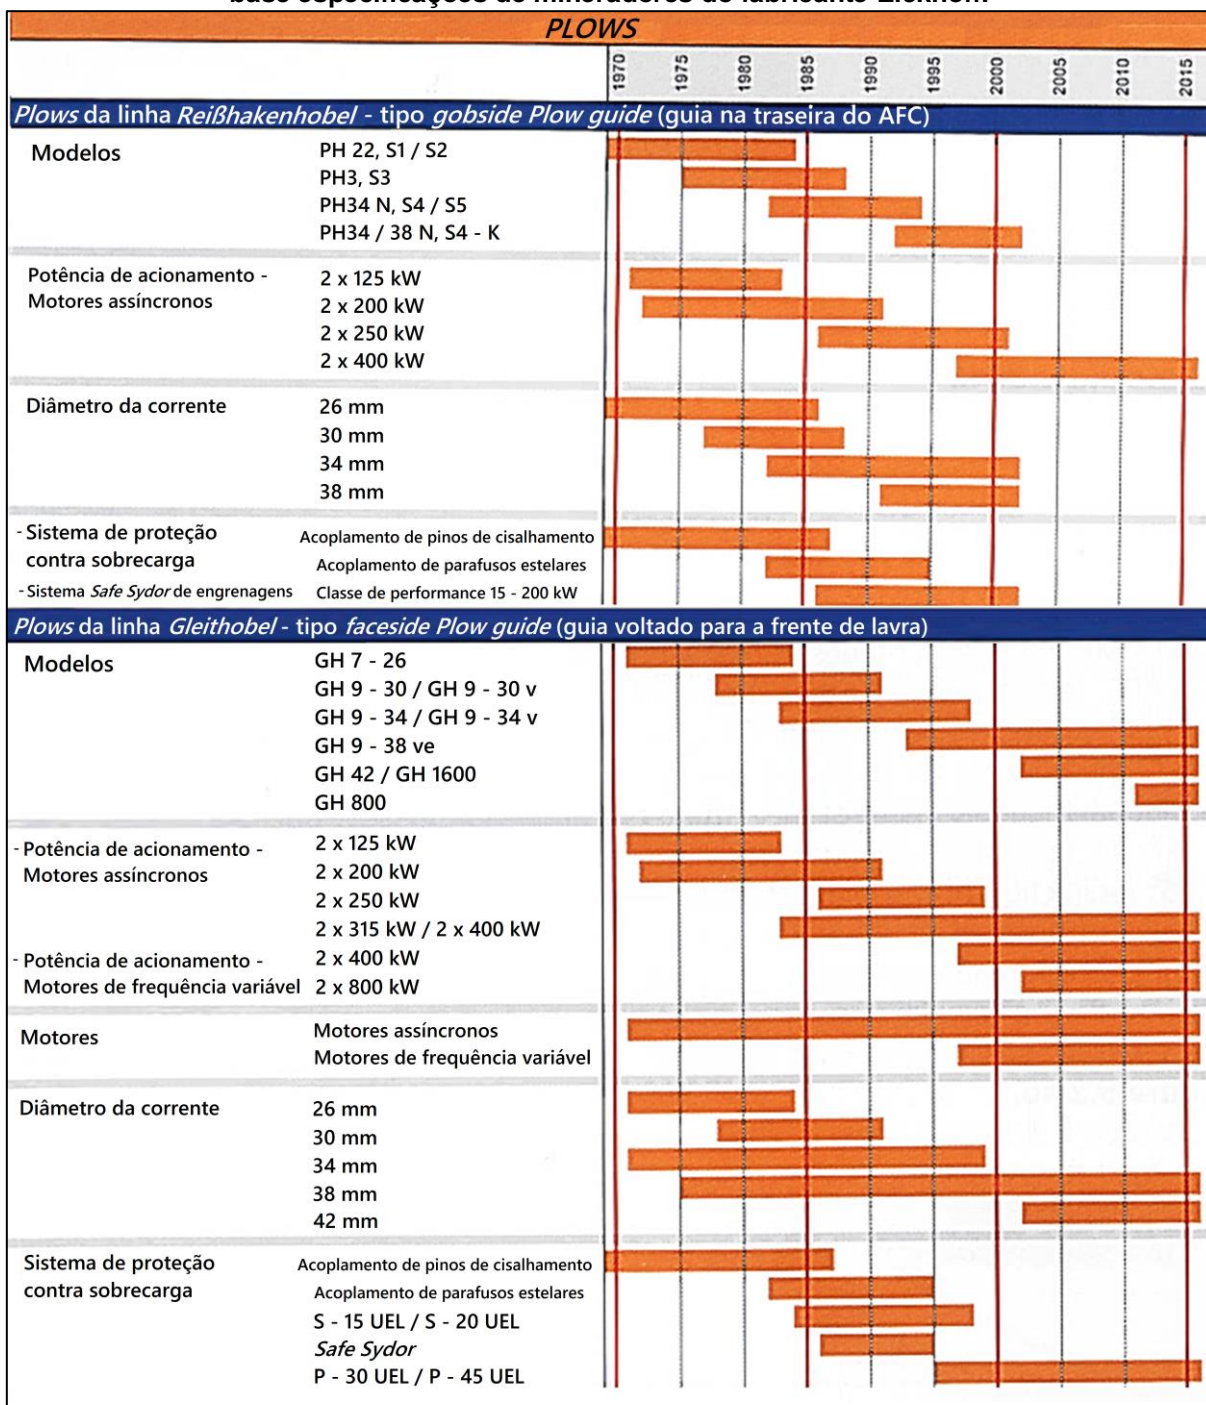 PLOWS
1970 1975 1980 1985 1990 1995 2000 2005 2010 2015
Plows da linha Reißhakenhobel - tipo gobside Plow guide (guia na traseira do AFC)
Modelos PH 22, S1 / S2
PH3, S3
PH34 N, S4 / S5
PH34 / 38 N, S4 - K
Potência de acionamento - 2 x 125 kW
Motores assíncronos 2 x 200 kW
2 x 250 kW
2 x 400 kW
Diâmetro da corrente 26 mm
30 mm
34 mm
38 mm
- Sistema de proteção Acoplamento de pinos de cisalhamento
contra sobrecarga Acoplamento de parafusos estelares
- Sistema Safe Sydor de engrenagens Classe de performance 15 - 200 kW
Plows da linha Gleithobel - tipo faceside Plow guide (guia voltado para a frente de lavra)
Modelos GH 7 - 26
GH 9 - 30 / GH 9 - 30 v
GH 9 - 34 / GH 9 - 34 v
GH 9 - 38 ve
GH 42 / GH 1600
GH 800
- Potência de acionamento - 2 x 125 kW
Motores assíncronos 2 x 200 kW
2 x 250 kW
2 x 315 kW / 2 x 400 kW
- Potência de acionamento - 2 x 400 kW
Motores de frequência variável 2 x 800 kW
Motores Motores assíncronos
Motores de frequência variável
Diâmetro da corrente 26 mm
30 mm
34 mm
38 mm
42 mm
Sistema de proteção Acoplamento de pinos de cisalhamento
contra sobrecarga Acoplamento de parafusos estelares
S - 15 UEL / S - 20 UEL
Safe Sydor
P - 30 UEL / P - 45 UEL